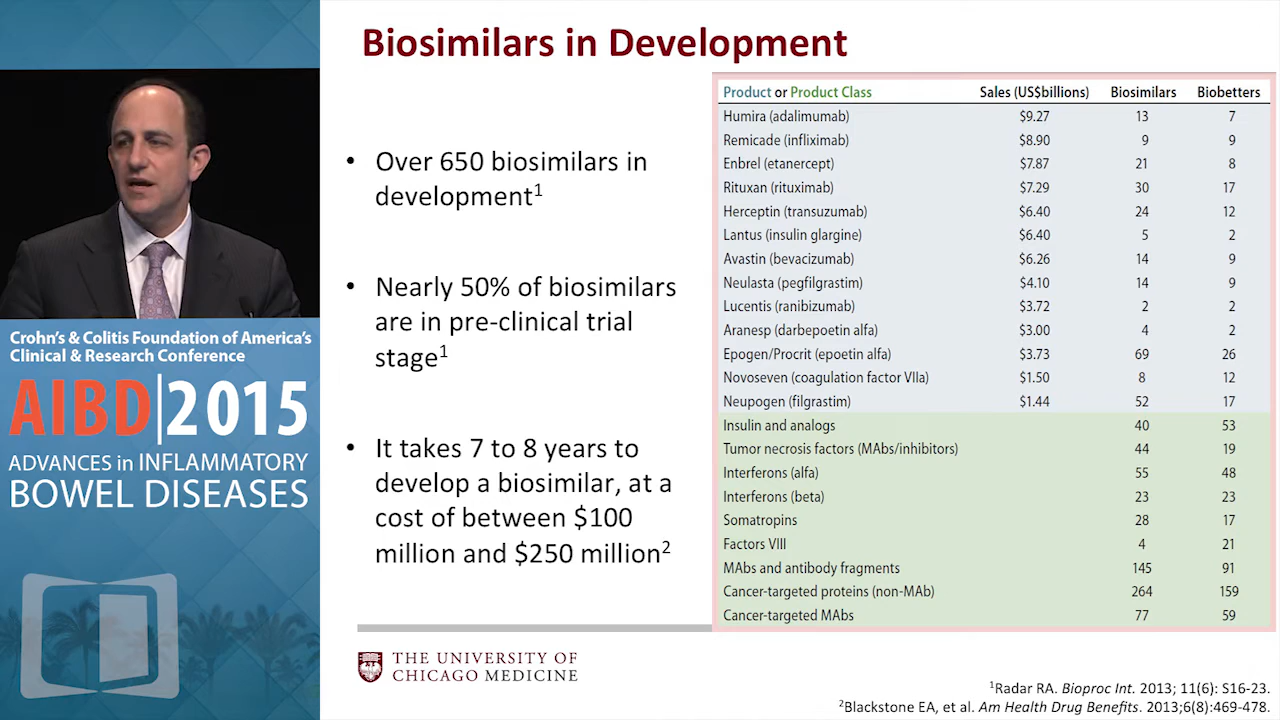 Biosimilars in Development
• Over 650 biosimilars in
development1
• Nearly 50% of biosimilars
are in pre-clinical trial
stage1
• It takes 7 to 8 years to
develop a biosimilar, at a
cost of between $100
million and $250 million2
Product or Product Class Sales (US$billions) Biosimilars Biobetters
Humira (adalimumab) $9.27 13 7
Remicade (infliximab) $8.90 9 9
Enbrel (etanercept) $7.87 21 8
Rituxan (rituximab) $7.29 30 17
Herceptin (transuzumab) $6.40 24 12
Lantus (insulin glargine) $6.40 5 2
Avastin (bevacizumab) $6.26 14 9
Neulasta (pegfilgrastim) $4.10 14 9
Lucentis (ranibizumab) $3.72 2 2
Aranesp (darbepoetin alfa) $3.00 4 2
Epogen/Procrit (epoetin alfa) $3.73 69 26
Novoseven (coagulation factor VIIa) $1.50 8 12
Neupogen (filgrastim) $1.44 52 17
Insulin and analogs 40 53
Tumor necrosis factors (MAbs/inhibitors) 44 19
Interferons (alfa) 55 48
Interferons (beta) 23 23
Somatropins 28 17
Factors VIII 4 21
MAbs and antibody fragments 145 91
Cancer-targeted proteins (non-MAb) 264 159
Cancer-targeted MAbs 77 59
Crohn's & Colitis Foundation of America's
Clinical & Research Conference
AIBD|2015
ADVANCES in INFLAMMATORY
BOWEL DISEASES
THE UNIVERSITY OF
CHICAGO MEDICINE
1Radar RA. Bioproc Int. 2013; 11(6): S16-23.
2Blackstone EA, et al. Am Health Drug Benefits. 2013;6(8):469-478.